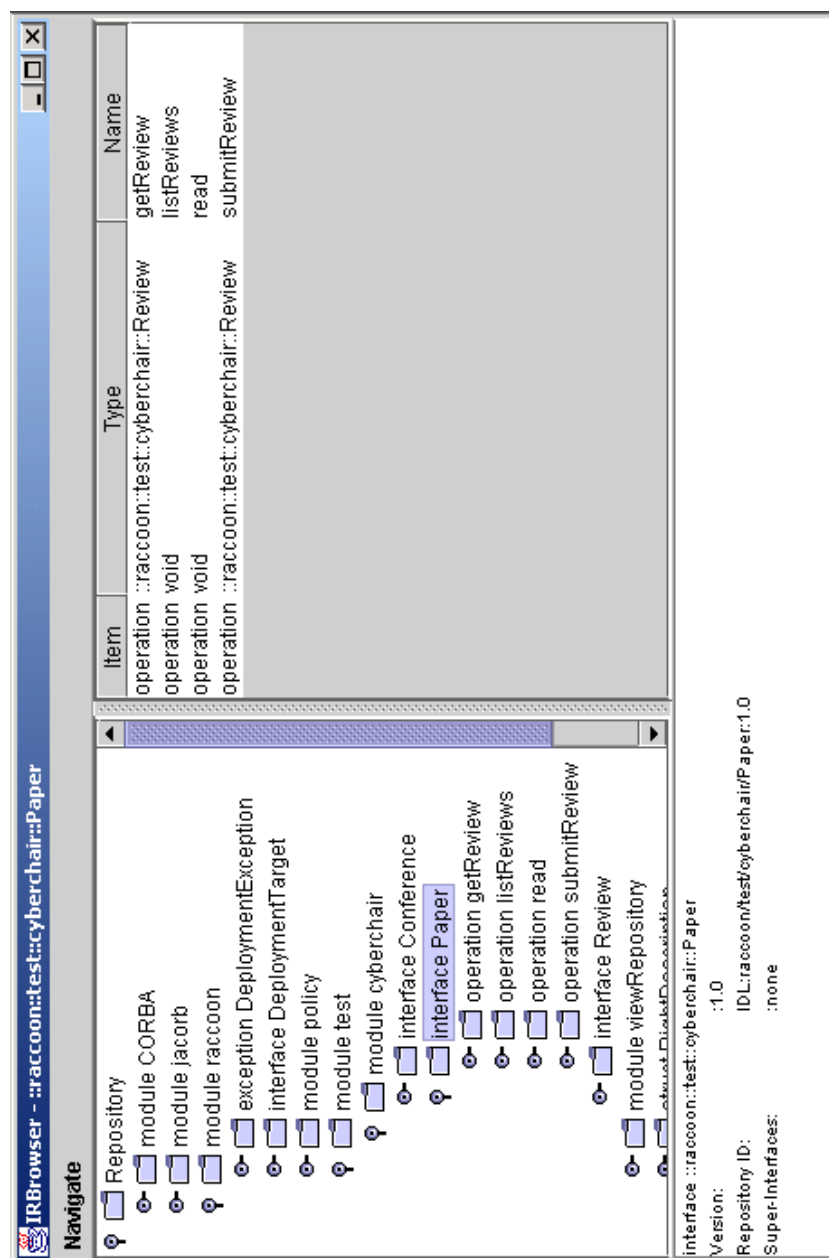 IRBrowser - ::raccoon::test::cyberchair::Paper
Navigate
Repository
module CORBA
module jacorb
module raccoon
exception DeploymentException
interface DeploymentTarget
module policy
module test
module cyberchair
interface Conference
interface Paper
operation getReview
operation listReviews
operation read
operation submitReview
interface Review
module viewRepository
struct RightDescription
Item Type Name
operation ::raccoon::test::cyberchair::Review getReview
operation void listReviews
operation void read
operation ::raccoon::test::cyberchair::Review submitReview
interface ::raccoon::test::cyberchair::Paper
Version: :1.0
Repository ID: IDL:raccoon/test/cyberchair/Paper:1.0
Super-Interfaces: :none